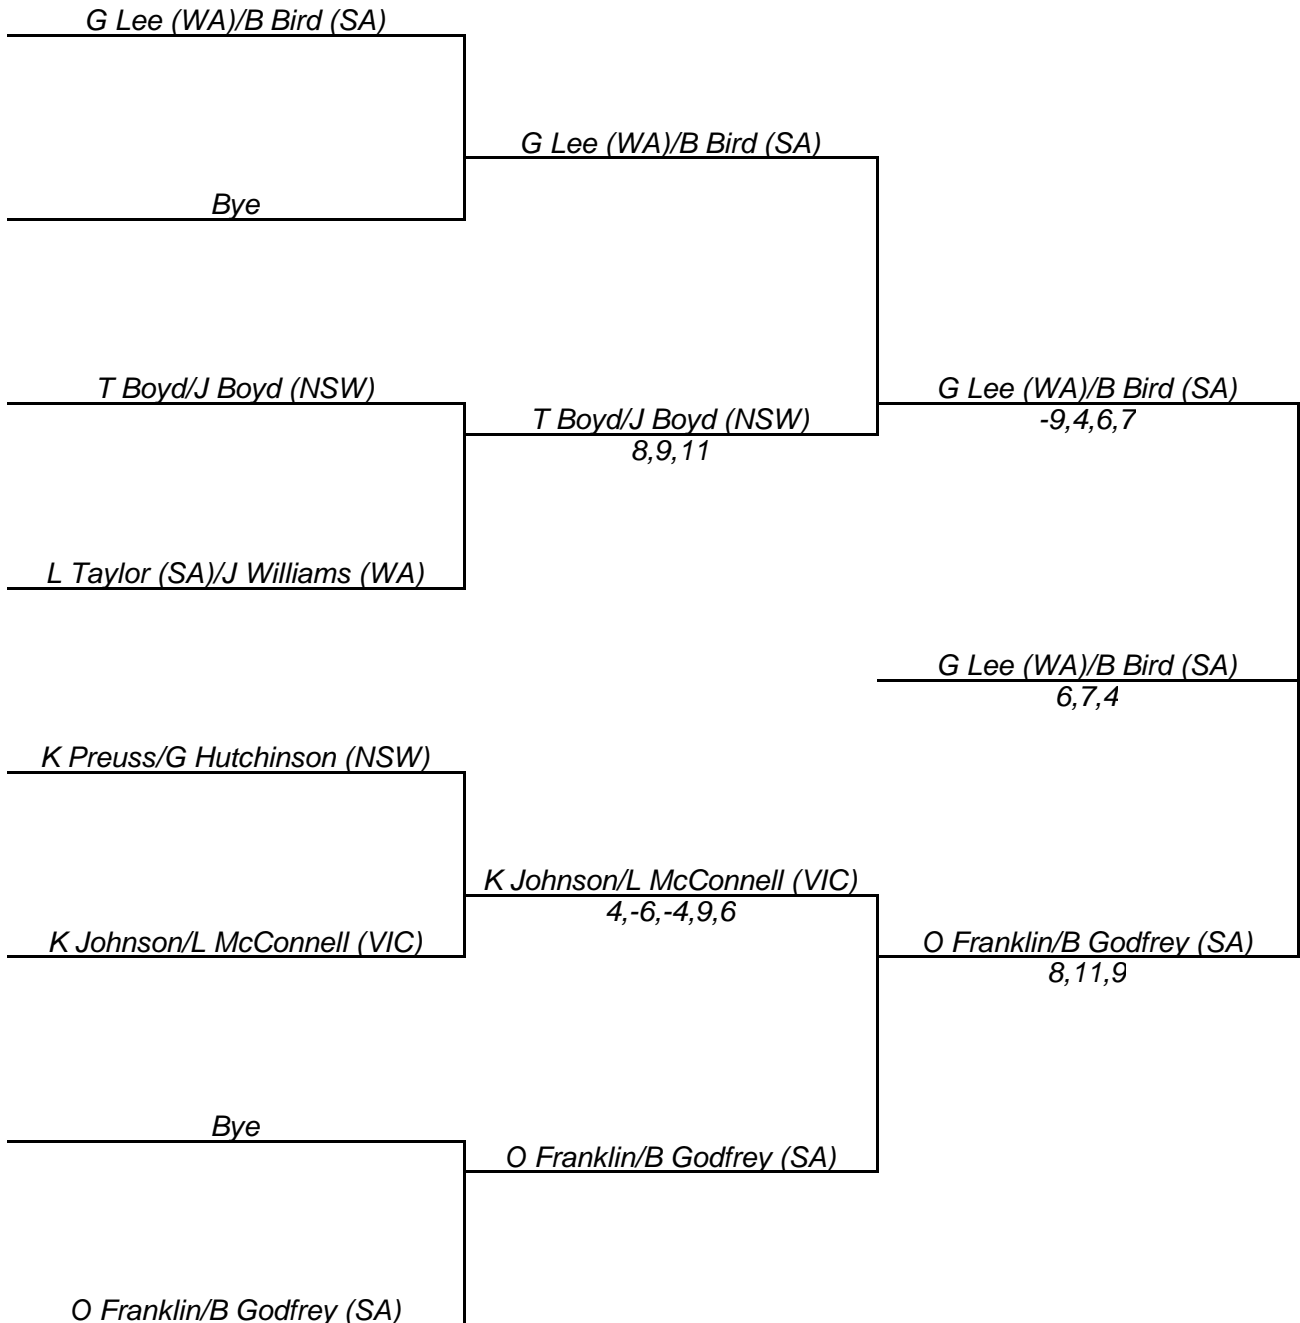 G Lee (WA)/B Bird (SA)
G Lee (WA)/B Bird (SA)
Bye
T Boyd/J Boyd (NSW)
G Lee (WA)/B Bird (SA)
T Boyd/J Boyd (NSW)
-9,4,6,7
8,9,11
L Taylor (SA)/J Williams (WA)
G Lee (WA)/B Bird (SA)
6,7,4
K Preuss/G Hutchinson (NSW)
K Johnson/L McConnell (VIC)
4,-6,-4,9,6
K Johnson/L McConnell (VIC)
O Franklin/B Godfrey (SA)
8,11,9
Bye
O Franklin/B Godfrey (SA)
O Franklin/B Godfrey (SA)